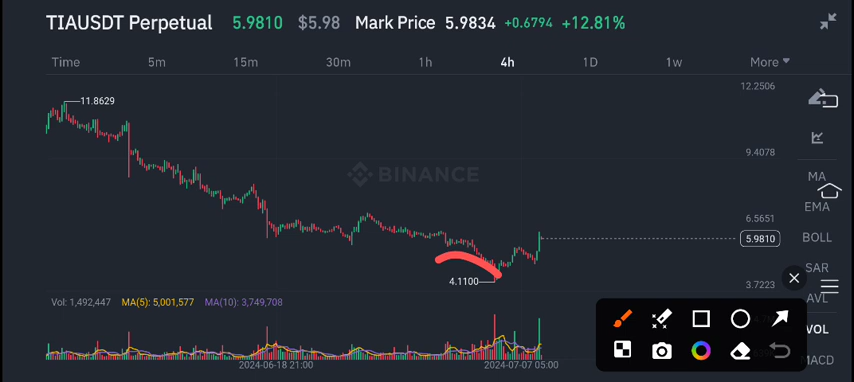 TIAUSDT Perpetual 5.9810 $5.98 Mark Price 5.9834 +0.6794 +12.81%
Time 5m 15m 30m 1h 4h 1D 1w More
12.2506
11.8629
9.4078
BINANCE
MA
EMA
6.5651
5.9810
BOLL
SAR
4.1100
3.7223
AVL
Vol: 1,492,447 MA(5): 5,001,577 MA(10): 3,749,708
VOL
MACD
2024-06-18 21:00 2024-07-07 05:00